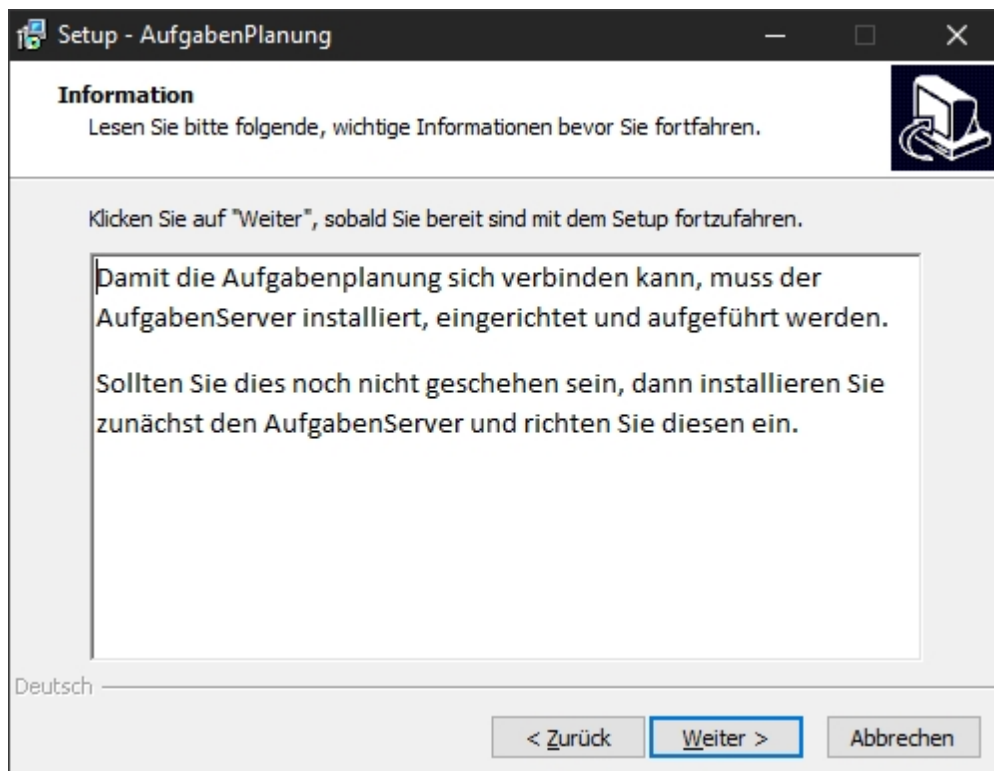 Setup - AufgabenPlanung
Information
Lesen Sie bitte folgende, wichtige Informationen bevor Sie fortfahren.
Klicken Sie auf "Weiter", sobald Sie bereit sind mit dem Setup fortzufahren.
Damit die Aufgabenplanung sich verbinden kann, muss der
AufgabenServer installiert, eingerichtet und aufgeführt werden.
Sollten Sie dies noch nicht geschehen sein, dann installieren Sie
zunächst den AufgabenServer und richten Sie diesen ein.
Deutsch
< Zurück
Weiter >
Abbrechen